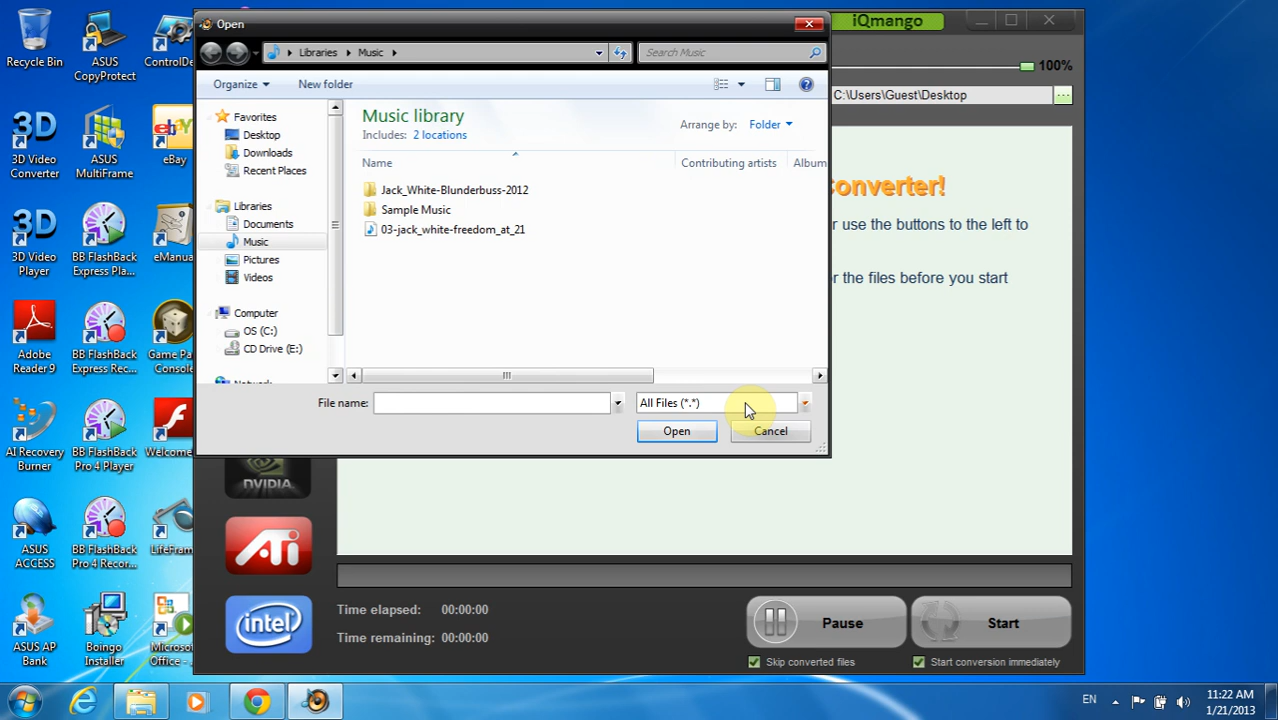 Recycle Bin
ASUS CopyProtect
ControlDe...
3D Video Converter
ASUS MultiFrame
eBay
3D Video Player
BB FlashBack Express Pla...
eManua
Adobe Reader 9
BB FlashBack Express Rec...
Game Pa Console
AI Recovery Burner
BB FlashBack Pro 4 Player
Welcome
ASUS ACCESS
BB FlashBack Pro 4 Recor...
LifeFram
ASUS AP Bank
Boingo Installer
Microso Office - ...
Open
iQmango
Libraries
Music
Search Music
100%
Organize
New folder
C:\Users\Guest\Desktop
Favorites
Desktop
Downloads
Recent Places
Libraries
Documents
Music
Pictures
Videos
Computer
OS (C:)
CD Drive (E:)
Network
Music library
Includes: 2 locations
Arrange by: Folder
Name
Contributing artists
Album
Jack_White-Blunderbuss-2012
Sample Music
03-jack_white-freedom_at_21
File name:
All Files (*.*)
Open
Cancel
onverter!
r use the buttons to the left to
r the files before you start
NVIDIA
ATi
intel
Time elapsed: 00:00:00
Time remaining: 00:00:00
Pause
Start
Skip converted files
Start conversion immediately
EN
11:22 AM
1/21/2013